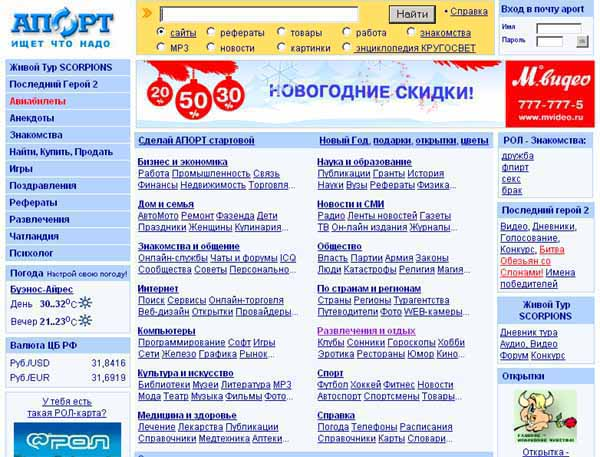 АПОРТ
ИЩЕТ ЧТО НАДО
Найти
Справка
сайты рефераты товары работа знакомства
MP3 новости картинки энциклопедия КРУГОСВЕТ
Вход в почту aport
Имя
Пароль
Живой Тур SCORPIONS
Последний Герой 2
Авиабилеты
Анекдоты
Знакомства
Найти, Купить, Продать
Игры
Поздравления
Рефераты
Развлечения
Чатландия
Психолог
Погода Настрой свою погоду!
Буэнос-Айрес
День 30..32°C
Вечер 21..23°C
Валюта ЦБ РФ
Руб./USD 31,8416
Руб./EUR 31,6919
У тебя есть
такая РОЛ-карта?
@РОЛ
20% 50% 30%
НОВОГОДНИЕ СКИДКИ!
М.видео
777-777-5
www.mvideo.ru
Сделай АПОРТ стартовой
Новый Год, подарки, открытки, цветы
Бизнес и экономика
Работа Промышленность Связь
Финансы Недвижимость Торговля...
Дом и семья
АвтоМото Ремонт Фазенда Дети
Праздники Женщины Кулинария...
Знакомства и общение
Онлайн-службы Чаты и форумы ICQ
Сообщества Советы Персонально...
Интернет
Поиск Сервисы Онлайн-торговля
Веб-дизайн Открытки Провайдеры...
Компьютеры
Программирование Софт Игры
Сети Железо Графика Рынок...
Культура и искусство
Библиотеки Музеи Литература MP3
Мода Театр Музыка Фильмы Фото...
Медицина и здоровье
Лечение Лекарства Публикации
Справочники Медтехника Аптеки...
Наука и образование
Публикации Гранты История
Науки Вузы Рефераты Физика...
Новости и СМИ
Радио Ленты новостей Газеты
ТВ Он-лайн издания Журналы...
Общество
Власть Партии Армия Законы
Люди Катастрофы Религия Магия...
По странам и регионам
Страны Регионы Турагентства
Путеводители Фото WEB-камеры...
Развлечения и отдых
Клубы Сонники Гороскопы Хобби
Эротика Рестораны Юмор Кино...
Спорт
Футбол Хоккей Фитнес Новости
Автоспорт Спортсмены Товары...
Справка
Погода Телефоны Расписания
Справочники Карты Словари...
РОЛ - Знакомства:
дружба
флирт
секс
брак
Последний герой 2
Видео, Дневники,
Голосование,
Конкурс, Битва
Обезьян со
Слонами! Имена
победителей
Живой Тур
SCORPIONS
Дневник тура
Аудио, Видео
Форум Конкурс
Открытки